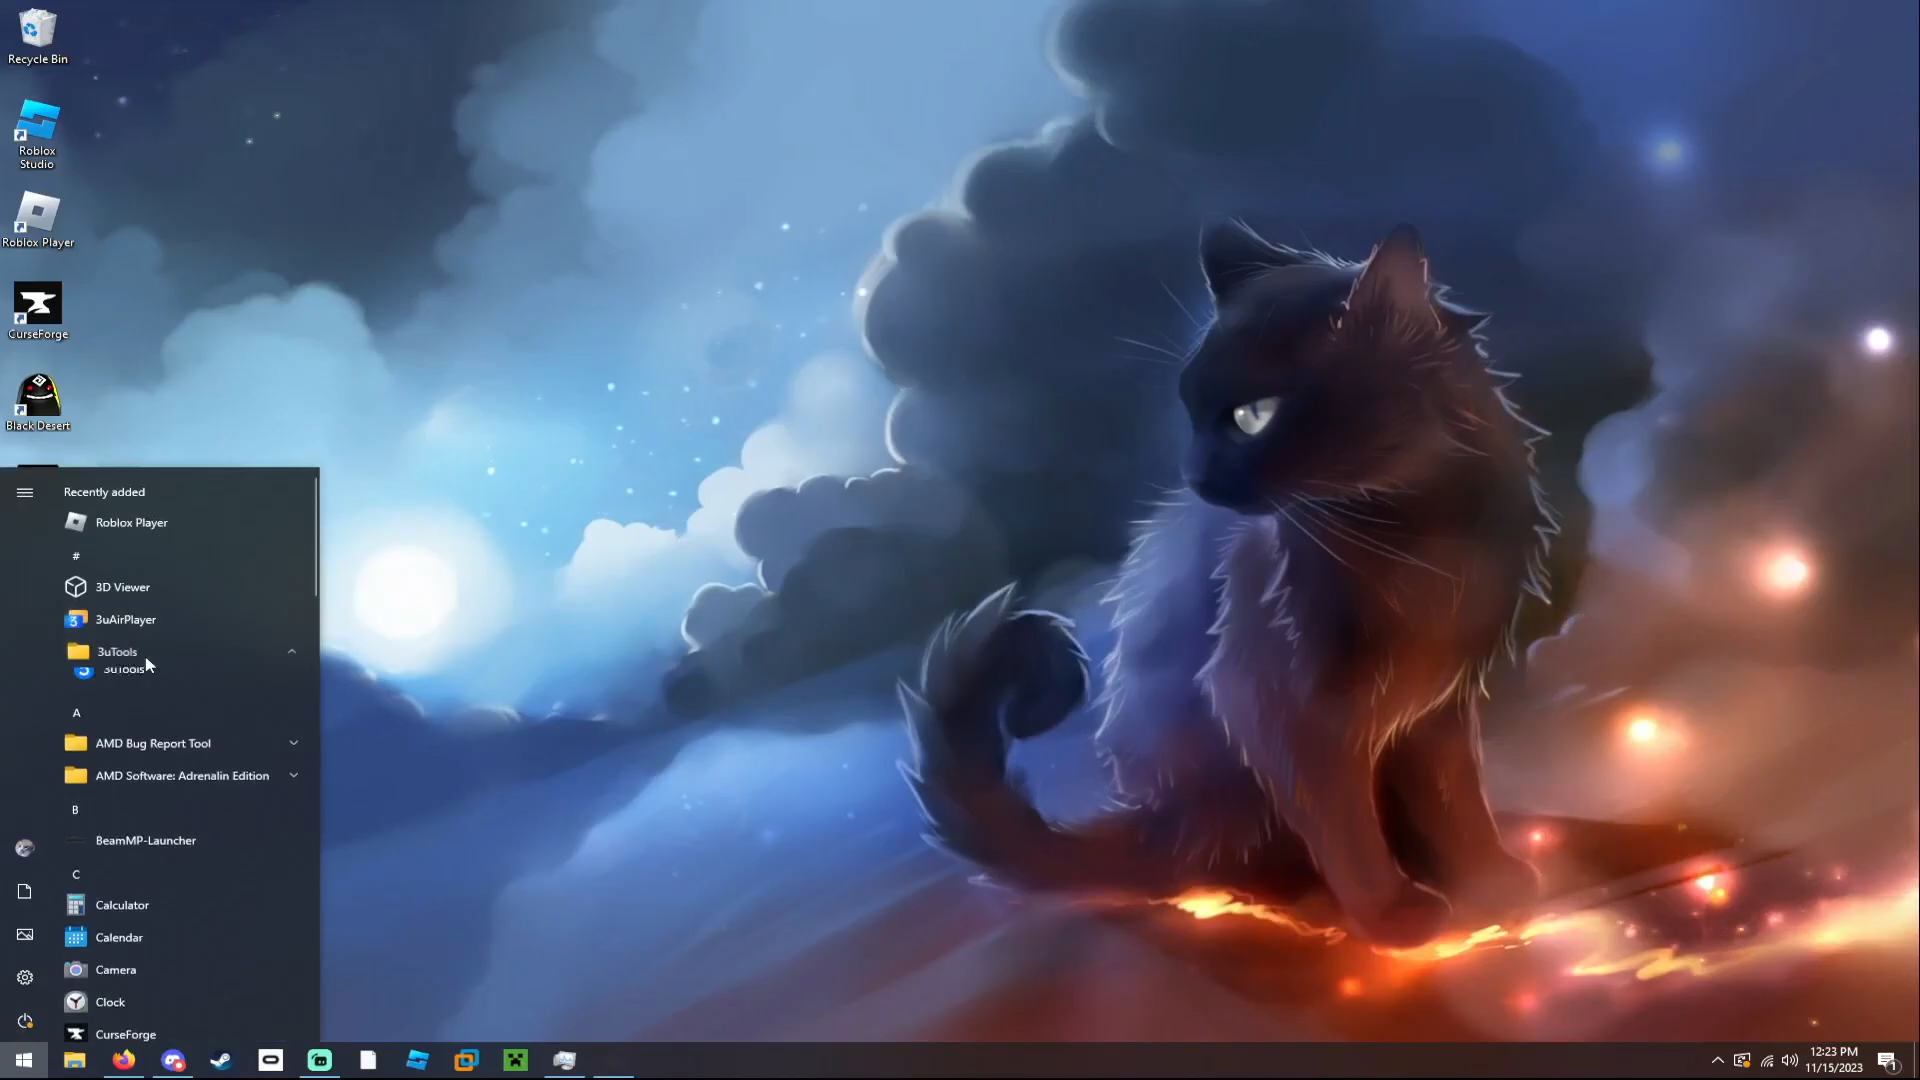 Recycle Bin
Roblox
Studio
Roblox Player
CurseForge
Black Desert
Recently added
Roblox Player
#
3D Viewer
3uAirPlayer
3uTools
3uTools
A
AMD Bug Report Tool
AMD Software: Adrenalin Edition
B
BeamMP-Launcher
C
Calculator
Calendar
Camera
Clock
CurseForge
12:23 PM
11/15/2023
1